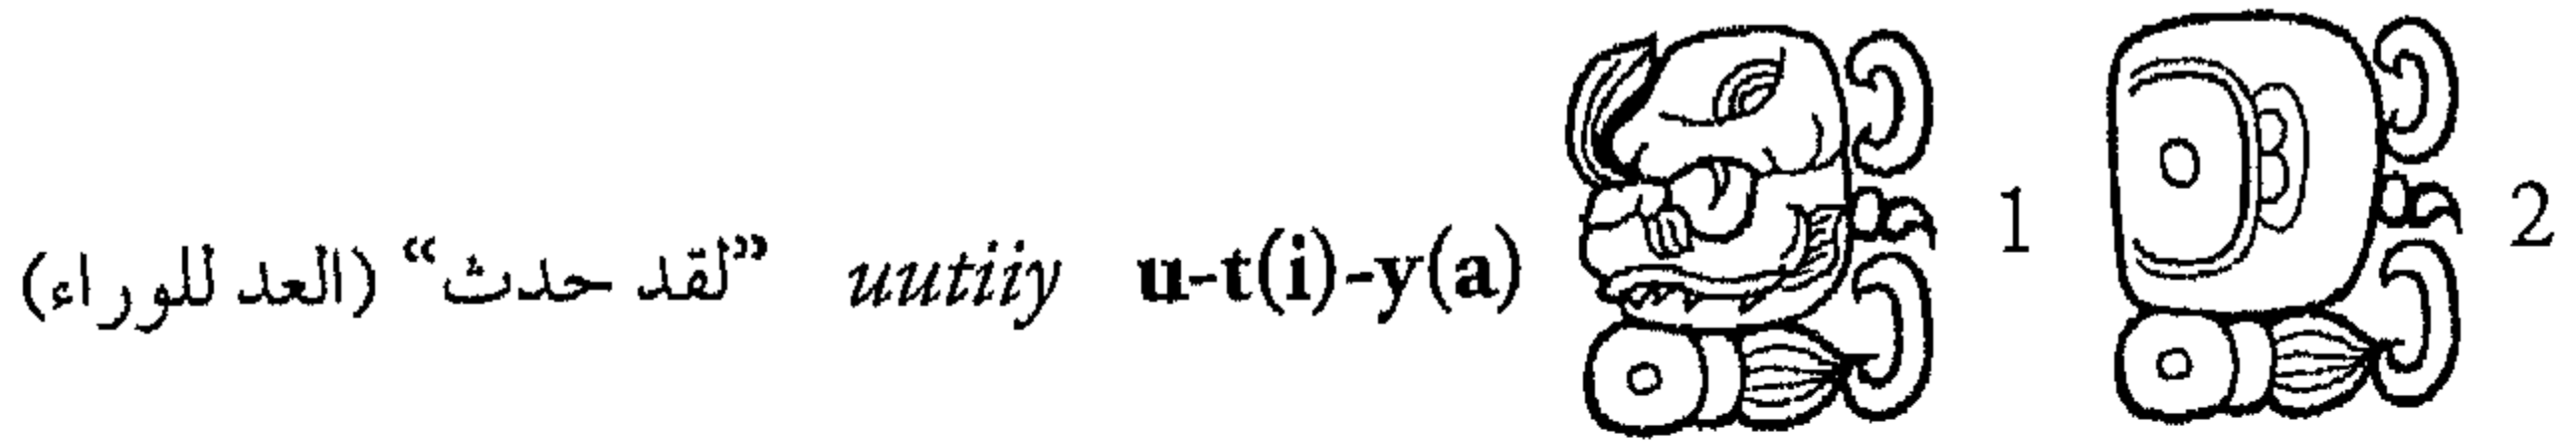 2 1 u-t(i)-y(a) uutiiy ”لقد حدث“ (العد للوراء)